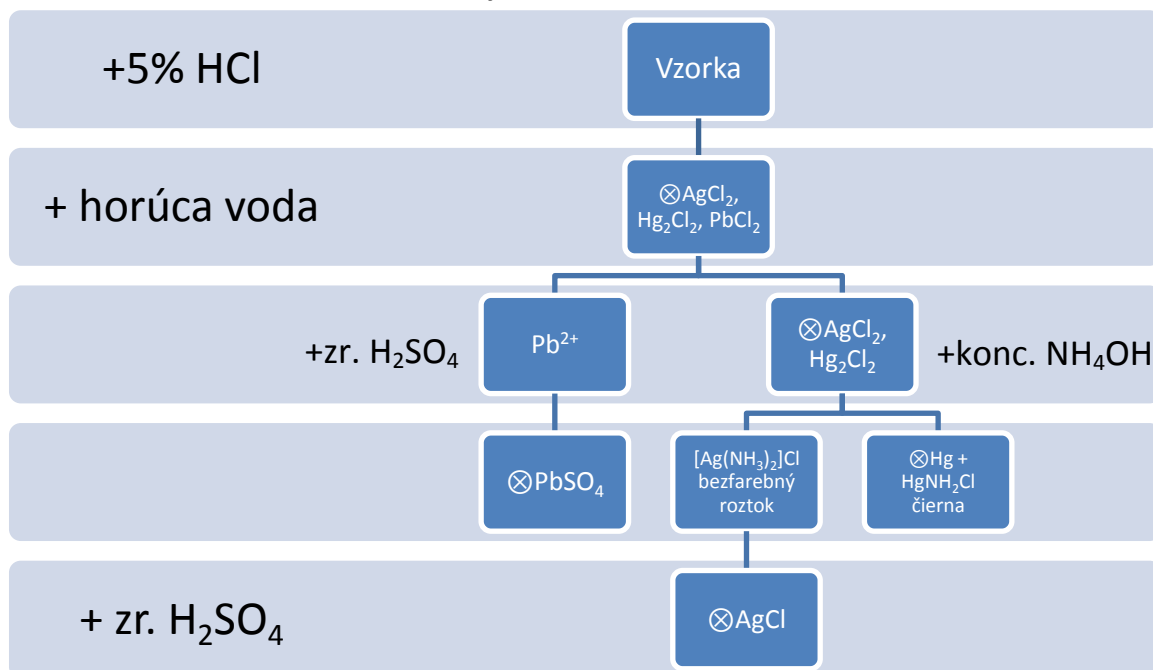 +5% HCl
Vzorka
+ horúca voda
⊗AgCl₂,
Hg₂Cl₂, PbCl₂
+zr. H₂SO₄
Pb²⁺
⊗AgCl₂,
Hg₂Cl₂
+konc. NH₄OH
⊗PbSO₄
[Ag(NH₃)₂]Cl
bezfarebný
roztok
⊗Hg +
HgNH₂Cl
čierna
+ zr. H₂SO₄
⊗AgCl